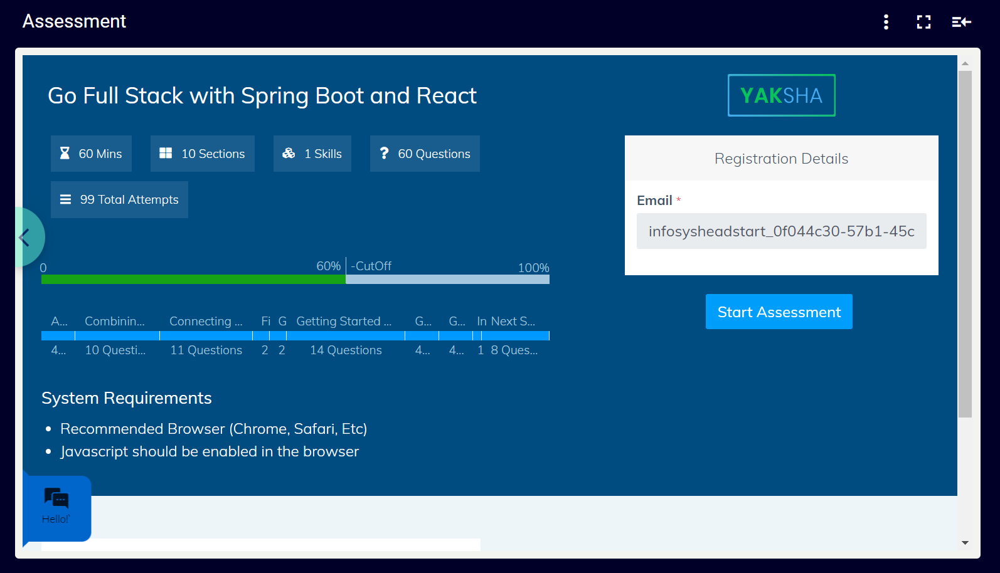 Assessment
Go Full Stack with Spring Boot and React
YAKSHA
60 Mins
10 Sections
1 Skills
60 Questions
99 Total Attempts
Registration Details
Email *
infosysheadstart_0f044c30-57b1-45c
Start Assessment
0
60%
-CutOff
100%
A... Combinin... Connecting ... Fi G Getting Started ... G... G... In Next S...
4... 10 Questi... 11 Questions 2 2 14 Questions 4... 4... 1 8 Ques...
System Requirements
• Recommended Browser (Chrome, Safari, Etc)
• Javascript should be enabled in the browser
Hello!'